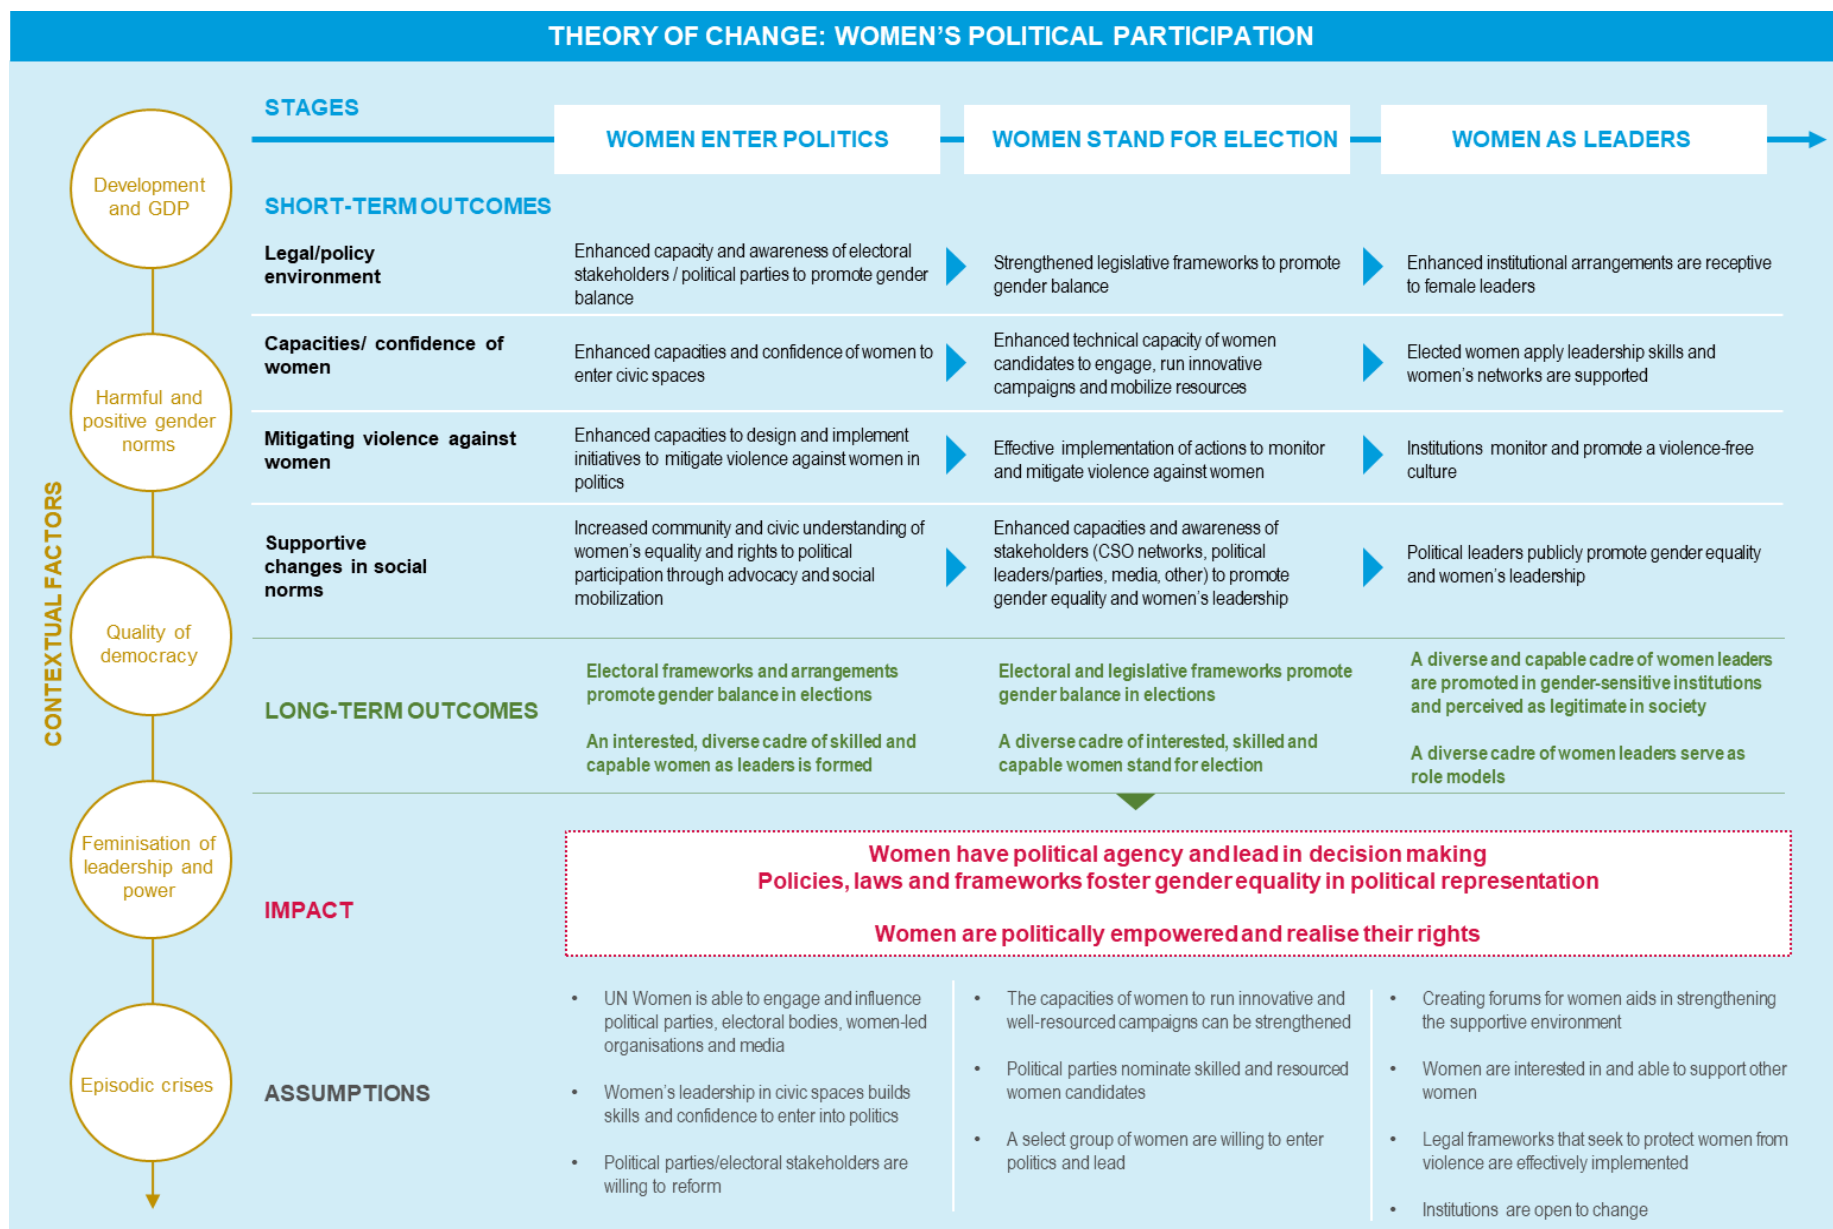 THEORY OF CHANGE: WOMEN'S POLITICAL PARTICIPATION
CONTEXTUAL FACTORS
Development
and GDP
Harmful and
positive gender
norms
Quality of
democracy
Feminisation of
leadership and
power
Episodic crises
STAGES
WOMEN ENTER POLITICS
WOMEN STAND FOR ELECTION
WOMEN AS LEADERS
SHORT-TERM OUTCOMES
Legal/policy
environment
Enhanced capacity and awareness of electoral
stakeholders / political parties to promote gender
balance
Strengthened legislative frameworks to promote
gender balance
Enhanced institutional arrangements are receptive
to female leaders
Capacities/ confidence of
women
Enhanced capacities and confidence of women to
enter civic spaces
Enhanced technical capacity of women
candidates to engage, run innovative
campaigns and mobilize resources
Elected women apply leadership skills and
women's networks are supported
Mitigating violence against
women
Enhanced capacities to design and implement
initiatives to mitigate violence against women in
politics
Effective implementation of actions to monitor
and mitigate violence against women
Institutions monitor and promote a violence-free
culture
Supportive
changes in social
norms
Increased community and civic understanding of
women's equality and rights to political
participation through advocacy and social
mobilization
Enhanced capacities and awareness of
stakeholders (CSO networks, political
leaders/parties, media, other) to promote
gender equality and women's leadership
Political leaders publicly promote gender equality
and women's leadership
LONG-TERM OUTCOMES
Electoral frameworks and arrangements
promote gender balance in elections
An interested, diverse cadre of skilled and
capable women as leaders is formed
Electoral and legislative frameworks promote
gender balance in elections
A diverse cadre of interested, skilled and
capable women stand for election
A diverse and capable cadre of women leaders
are promoted in gender-sensitive institutions
and perceived as legitimate in society
A diverse cadre of women leaders serve as
role models
IMPACT
Women have political agency and lead in decision making
Policies, laws and frameworks foster gender equality in political representation
Women are politically empowered and realise their rights
ASSUMPTIONS
• UN Women is able to engage and influence
political parties, electoral bodies, women-led
organisations and media
• Women's leadership in civic spaces builds
skills and confidence to enter into politics
• Political parties/electoral stakeholders are
willing to reform
• The capacities of women to run innovative and
well-resourced campaigns can be strengthened
• Political parties nominate skilled and resourced
women candidates
• A select group of women are willing to enter
politics and lead
• Creating forums for women aids in strengthening
the supportive environment
• Women are interested in and able to support other
women
• Legal frameworks that seek to protect women from
violence are effectively implemented
• Institutions are open to change